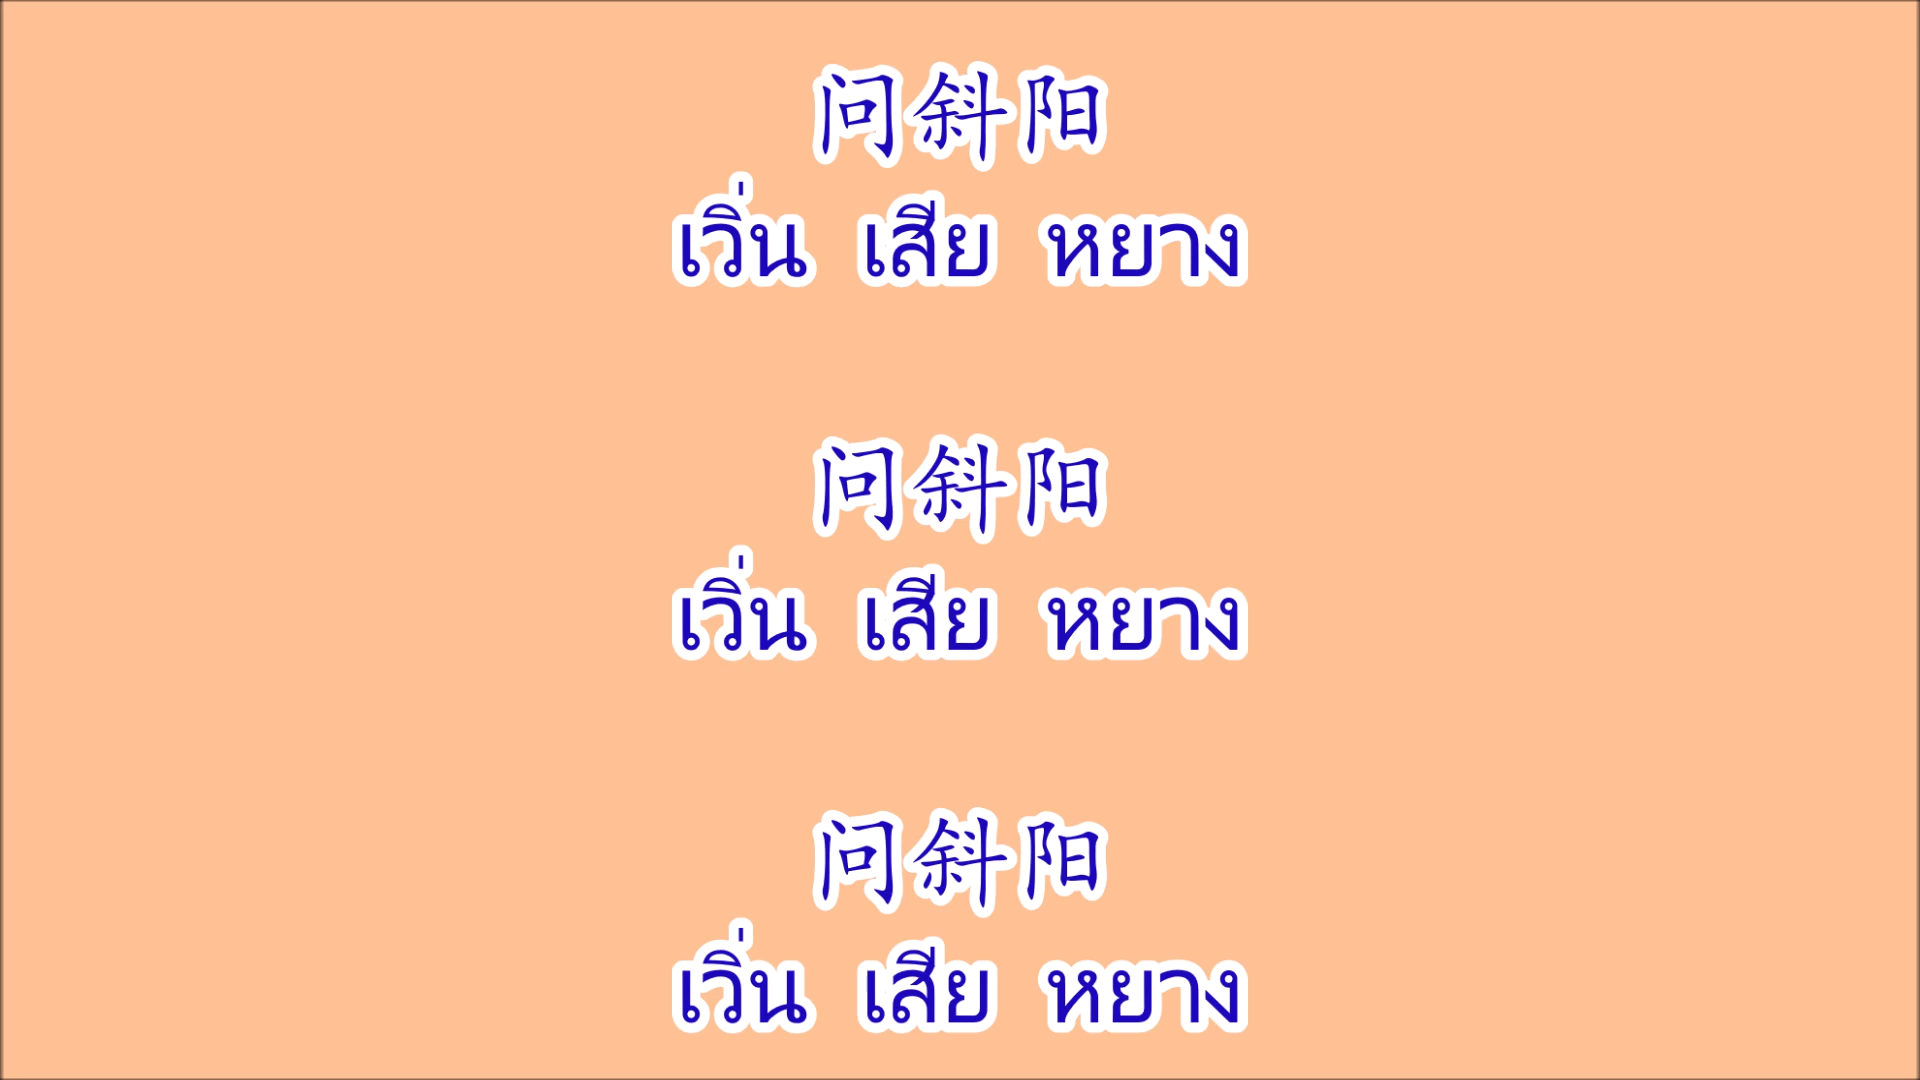 问斜阳
เวิ่น เสีย หยาง
问斜阳
เวิ่น เสีย หยาง
问斜阳
เวิ่น เสีย หยาง